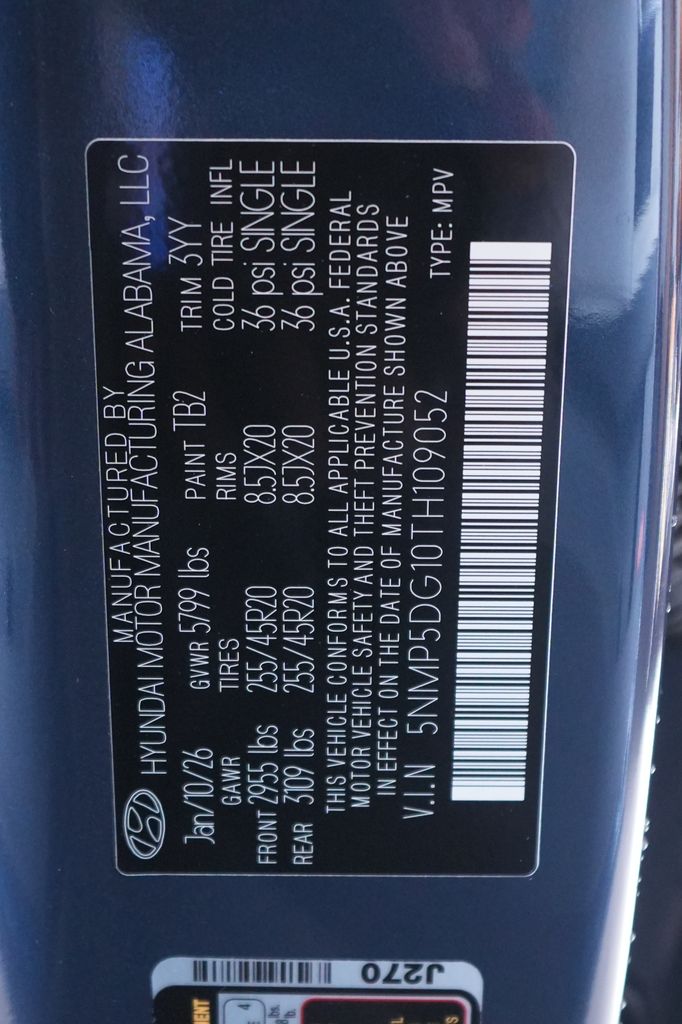 MANUFACTURED BY
HYUNDAI MOTOR MANUFACTURING ALABAMA, LLC
Jan/10/26 GVWR 5799 lbs PAINT TB2 TRIM 3YY
GAWR TIRES RIMS COLD TIRE INFL
FRONT 2955 lbs 255/45R20 8.5JX20 36 psi SINGLE
REAR 3109 lbs 255/45R20 8.5JX20 36 psi SINGLE
THIS VEHICLE CONFORMS TO ALL APPLICABLE U.S.A. FEDERAL
MOTOR VEHICLE SAFETY AND THEFT PREVENTION STANDARDS
IN EFFECT ON THE DATE OF MANUFACTURE SHOWN ABOVE
V.I.N 5NMP5DG10TH109052 TYPE: MPV
J270